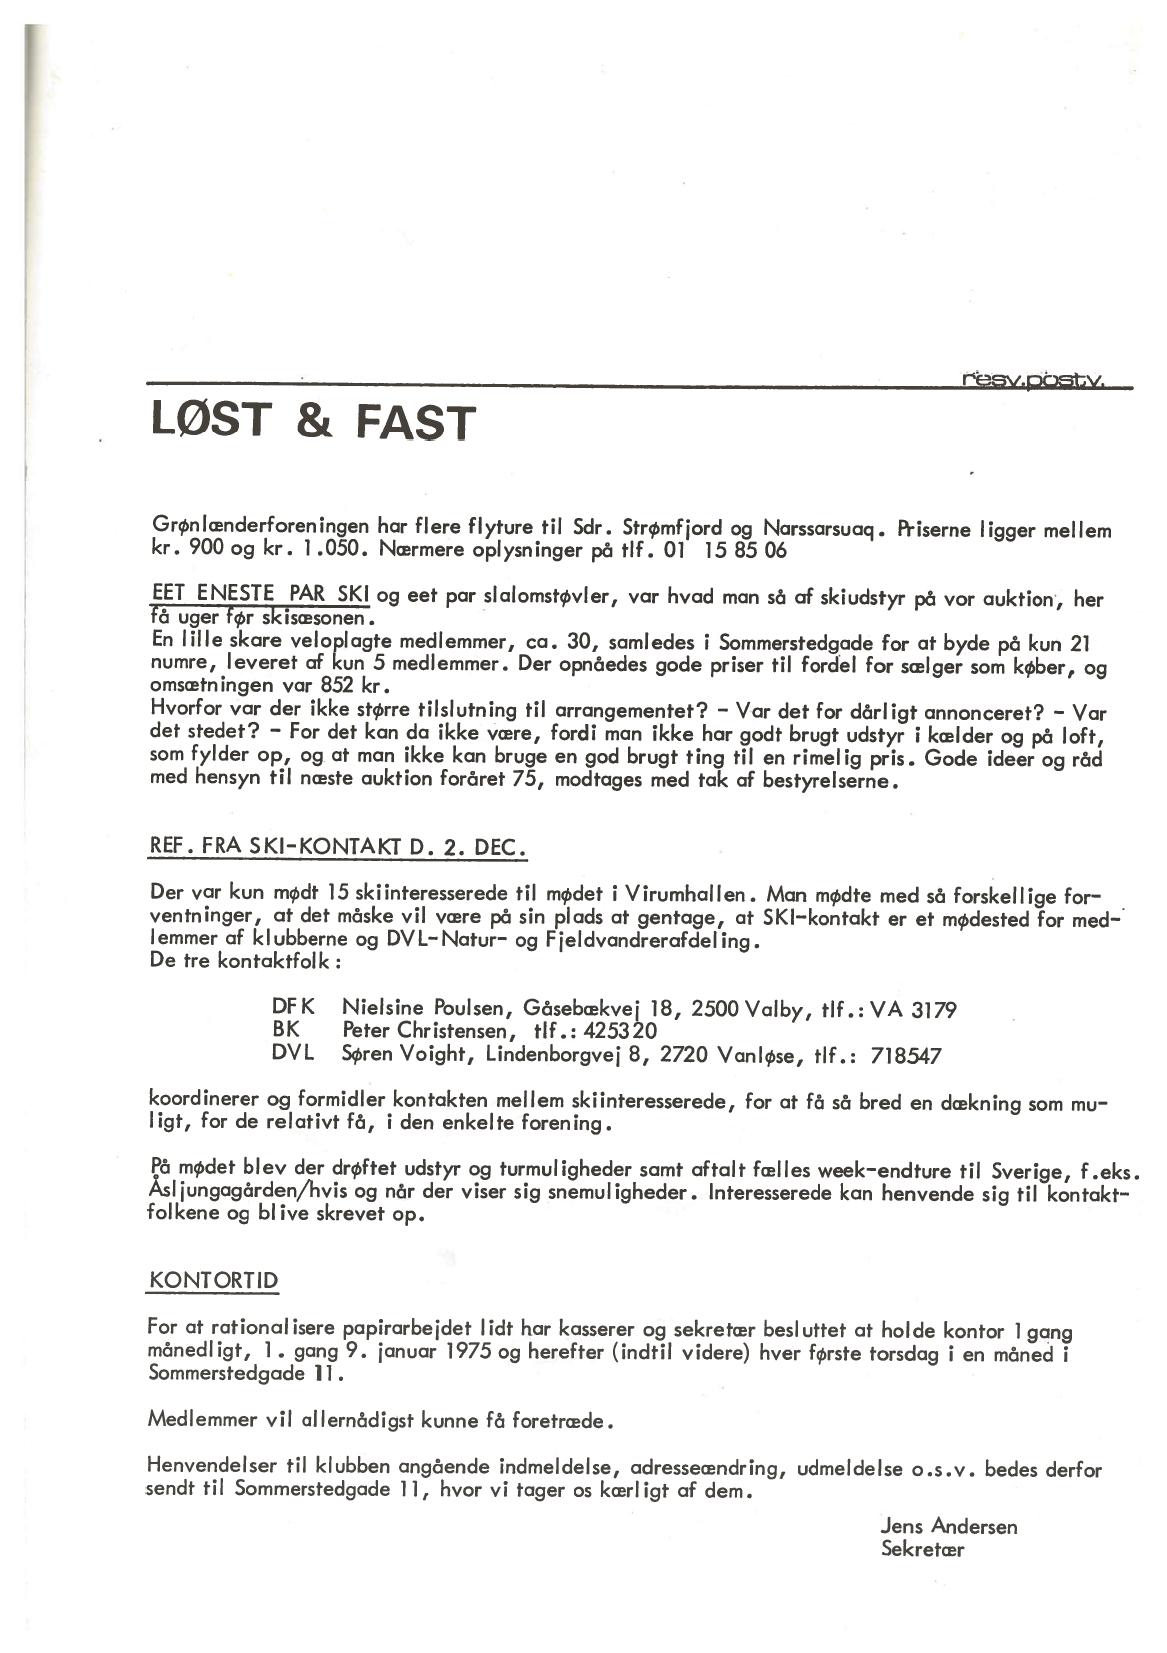 resv.postv.
LØST & FAST
Grønlænderforeningen har flere flyture til Sdr. Strømfjord og Narssarsuaq. Priserne ligger mellem
kr. 900 og kr. 1.050. Nærmere oplysninger på tlf. 01 15 85 06
EET ENESTE PAR SKI og eet par slalomstøvler, var hvad man så af skiudstyr på vor auktion, her
få uger før skisæsonen.
En lille skare veloplagte medlemmer, ca. 30, samledes i Sommerstedgade for at byde på kun 21
numre, leveret af kun 5 medlemmer. Der opnåedes gode priser til fordel for sælger som køber, og
omsætningen var 852 kr.
Hvorfor var der ikke større tilslutning til arrangementet? - Var det for dårligt annonceret? - Var
det stedet? - For det kan da ikke være, fordi man ikke har godt brugt udstyr i kælder og på loft,
som fylder op, og at man ikke kan bruge en god brugt ting til en rimelig pris. Gode ideer og råd
med hensyn til næste auktion foråret 75, modtages med tak af bestyrelserne.
REF. FRA SKI-KONTAKT D. 2. DEC.
Der var kun mødt 15 skiinteresserede til mødet i Virumhallen. Man mødte med så forskellige for-
ventninger, at det måske vil være på sin plads at gentage, at SKI-kontakt er et mødested for med-
lemmer af klubberne og DVL-Natur- og Fjeldvandrerafdeling.
De tre kontaktfolk:
DFK Nielsine Poulsen, Gåsebækvej 18, 2500 Valby, tlf.: VA 3179
BK Peter Christensen, tlf.: 425320
DVL Søren Voight, Lindenborgvej 8, 2720 Vanløse, tlf.: 718547
koordinerer og formidler kontakten mellem skiinteresserede, for at få så bred en dækning som mu-
ligt, for de relativt få, i den enkelte forening.
På mødet blev der drøftet udstyr og turmuligheder samt aftalt fælles week-endture til Sverige, f.eks.
Åsljungagården/hvis og når der viser sig snemuligheder. Interesserede kan henvende sig til kontakt-
folkene og blive skrevet op.
KONTORTID
For at rationalisere papirarbejdet lidt har kasserer og sekretær besluttet at holde kontor 1 gang
månedligt, 1. gang 9. januar 1975 og herefter (indtil videre) hver første torsdag i en måned i
Sommerstedgade 11.
Medlemmer vil allernådigst kunne få foretræde.
Henvendelser til klubben angående indmeldelse, adresseændring, udmeldelse o.s.v. bedes derfor
sendt til Sommerstedgade 11, hvor vi tager os kærligt af dem.
Jens Andersen
Sekretær